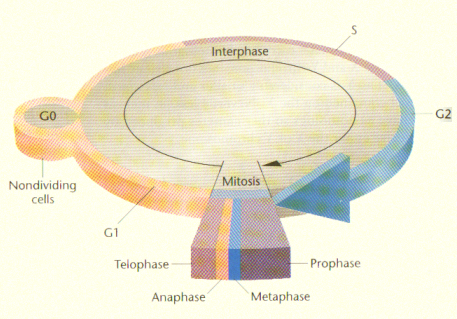 S
Interphase
G0
G2
Nondividing
cells
Mitosis
G1
Telophase
Prophase
Anaphase
Metaphase